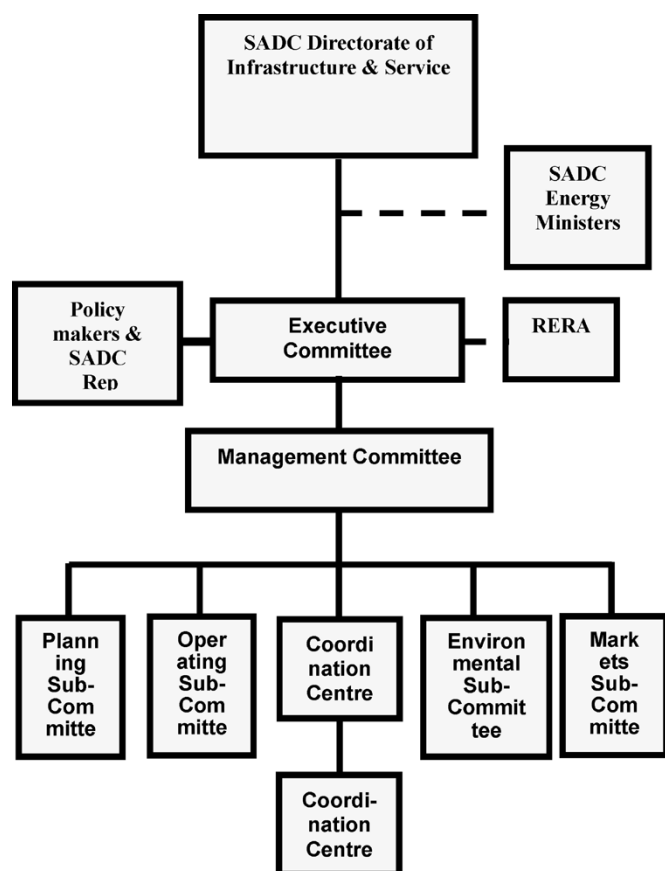 SADC Directorate of
Infrastructure & Service
SADC
Energy
Ministers
Policy
makers &
SADC
Rep
Executive
Committee
RERA
Management Committee
Plann
ing
Sub-
Com
mitte
Oper
ating
Sub-
Com
mitte
Coordi
nation
Centre
Environ
mental
Sub-
Commit
tee
Mark
ets
Sub-
Com
mitte
Coordi-
nation
Centre